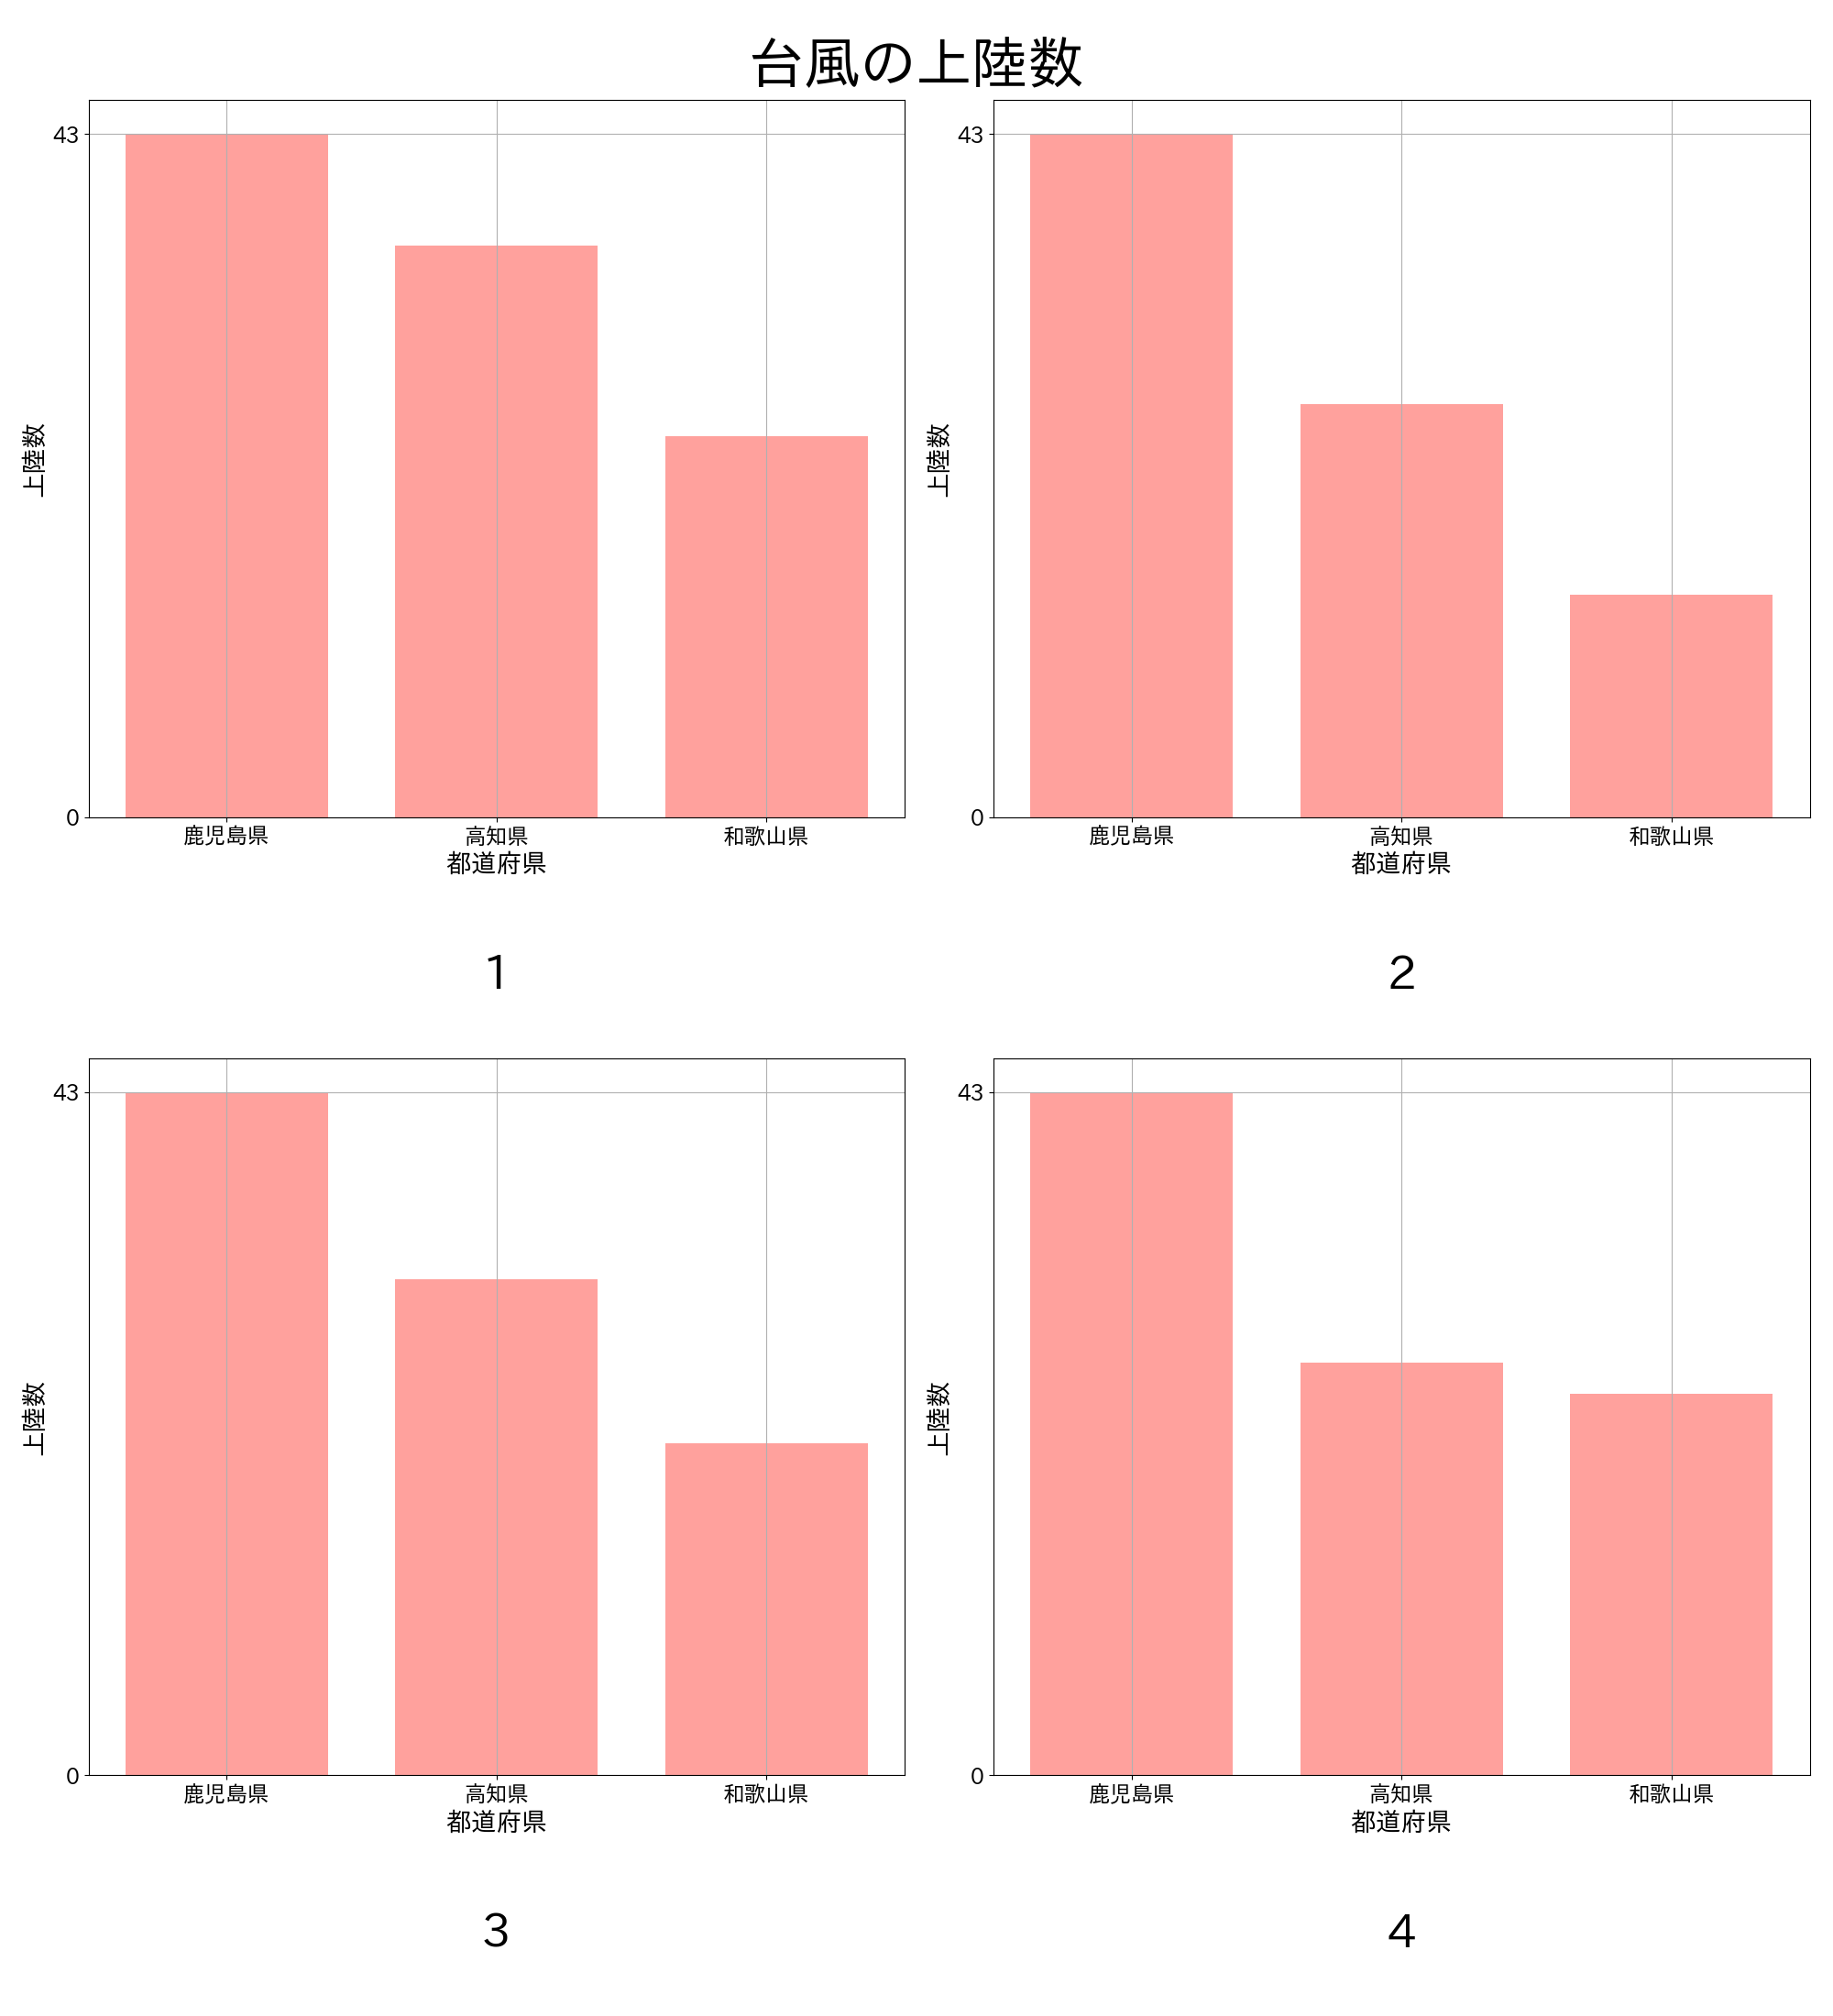 台風の上陸数
43
0
上陸数
鹿児島県 高知県 和歌山県
都道府県
1
43
0
上陸数
鹿児島県 高知県 和歌山県
都道府県
2
43
0
上陸数
鹿児島県 高知県 和歌山県
都道府県
3
43
0
上陸数
鹿児島県 高知県 和歌山県
都道府県
4